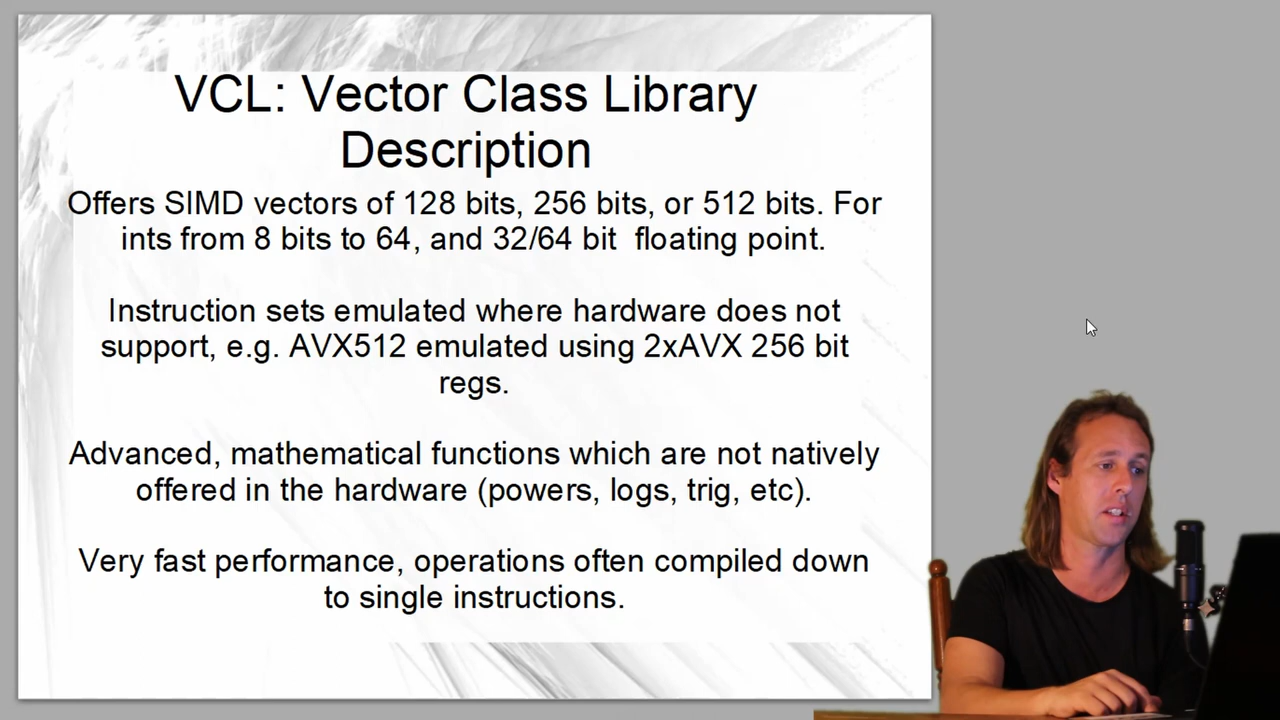 VCL: Vector Class Library
Description
Offers SIMD vectors of 128 bits, 256 bits, or 512 bits. For
ints from 8 bits to 64, and 32/64 bit  floating point.
Instruction sets emulated where hardware does not
support, e.g. AVX512 emulated using 2xAVX 256 bit
regs.
Advanced, mathematical functions which are not natively
offered in the hardware (powers, logs, trig, etc).
Very fast performance, operations often compiled down
to single instructions.